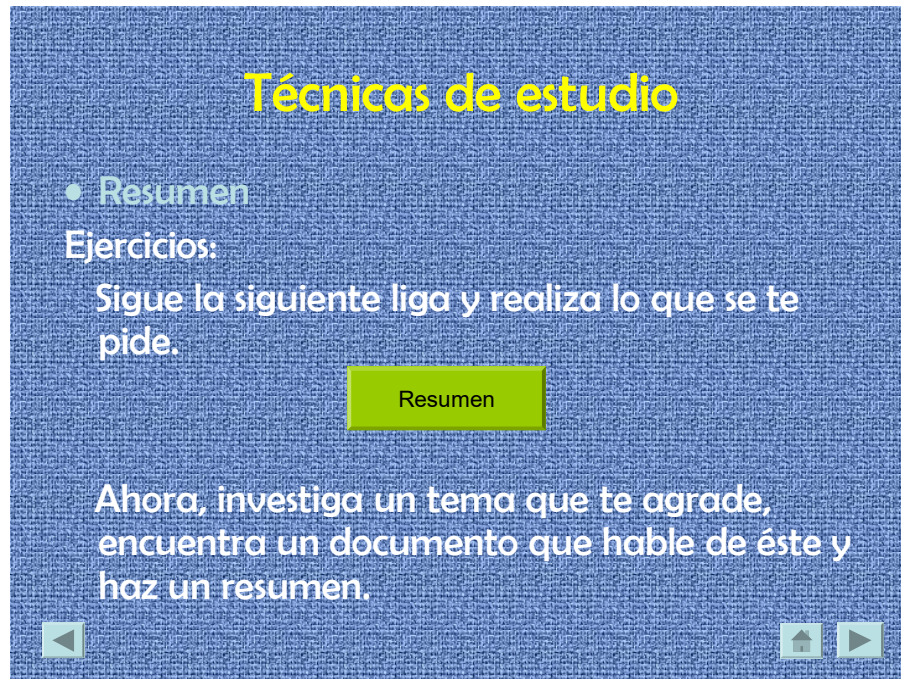 Técnicas de estudio
• Resumen
Ejercicios:
Sigue la siguiente liga y realiza lo que se te
pide.
Resumen
Ahora, investiga un tema que te agrade,
encuentra un documento que hable de éste y
haz un resumen.